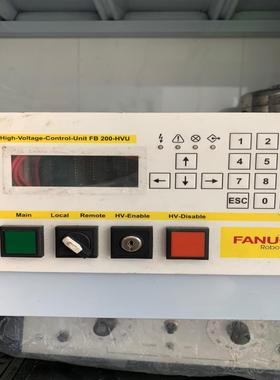 High-Voltage-Control-Unit FB 200-HVU
1 2
4 5
7 8
ESC 0
Main Local Remote HV-Enable HV-Disable
FANUC
Robo